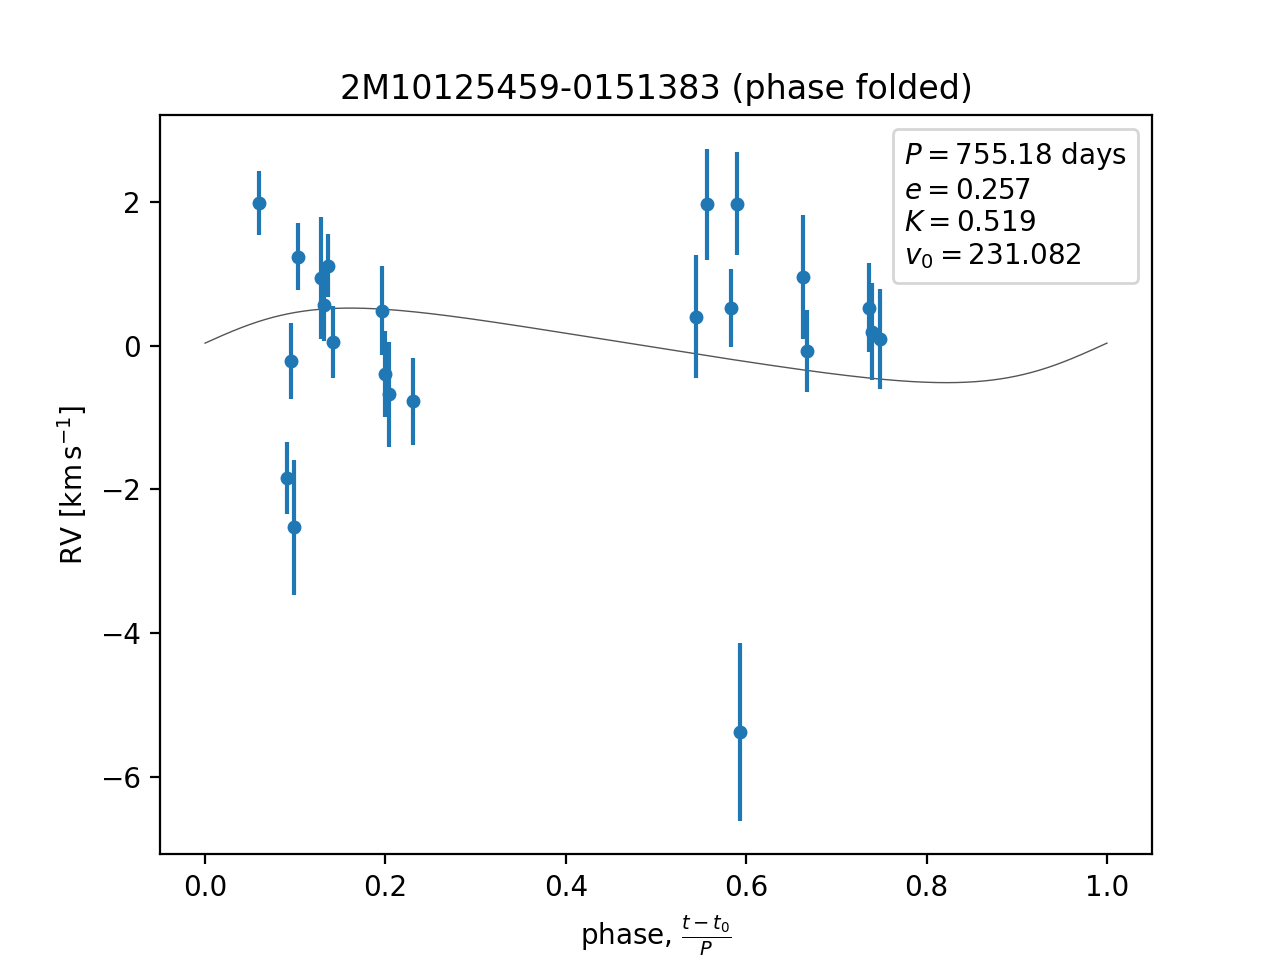 2M10125459-0151383 (phase folded)
P = 755.18 days
e = 0.257
K = 0.519
v₀ = 231.082
RV [km s⁻¹]
2
0
−2
−4
−6
0.0 0.2 0.4 0.6 0.8 1.0
phase, (t − t₀)/P